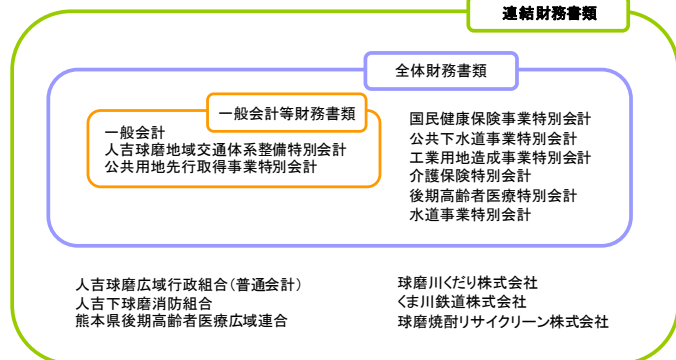 連結財務書類
全体財務書類
一般会計等財務書類
一般会計
人吉球磨地域交通体系整備特別会計
公共用地先行取得事業特別会計
国民健康保険事業特別会計
公共下水道事業特別会計
工業用地造成事業特別会計
介護保険特別会計
後期高齢者医療特別会計
水道事業特別会計
人吉球磨広域行政組合(普通会計)
人吉下球磨消防組合
熊本県後期高齢者医療広域連合
球磨川くだり株式会社
くま川鉄道株式会社
球磨焼酎リサイクリーン株式会社